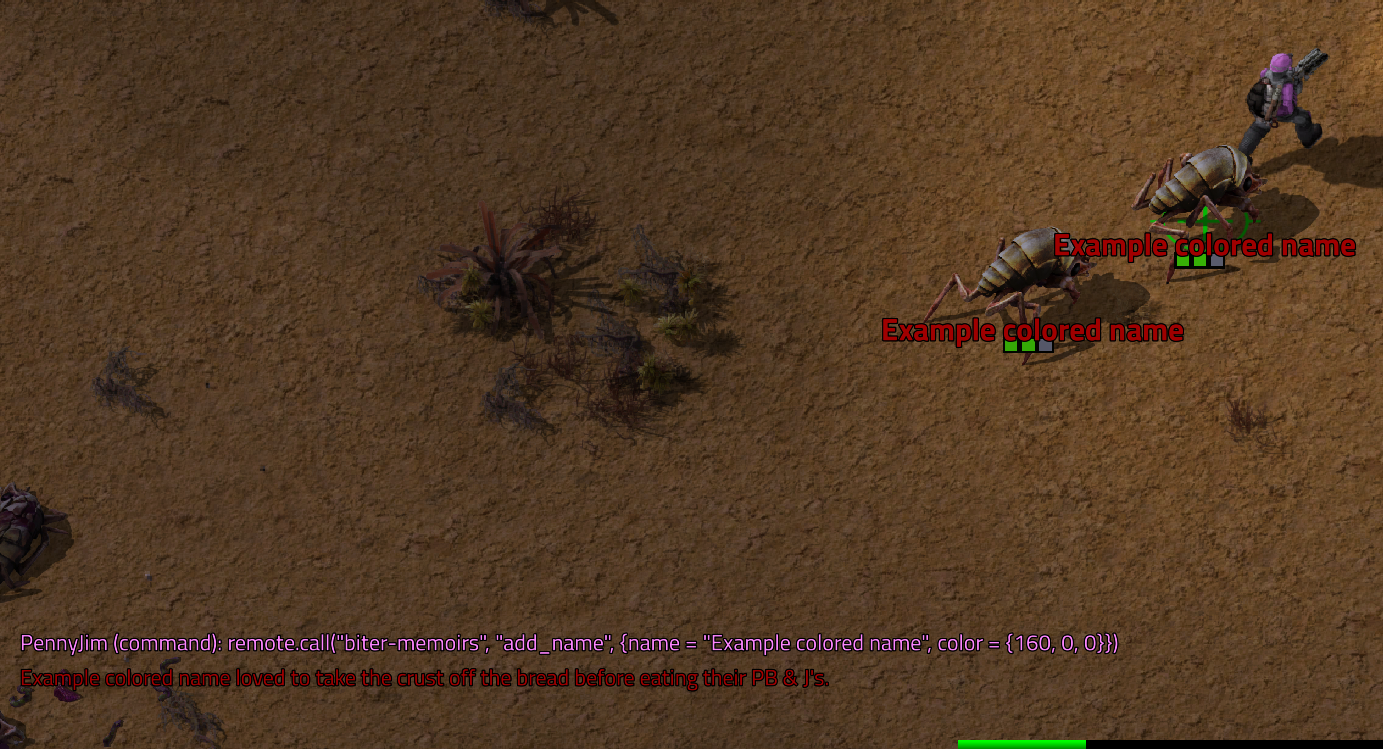 Example colored name
Example colored name
PennyJim (command): remote.call("biter-memoirs", "add_name", {name = "Example colored name", color = {160, 0, 0}})
Example colored name loved to take the crust off the bread before eating their PB & J's.